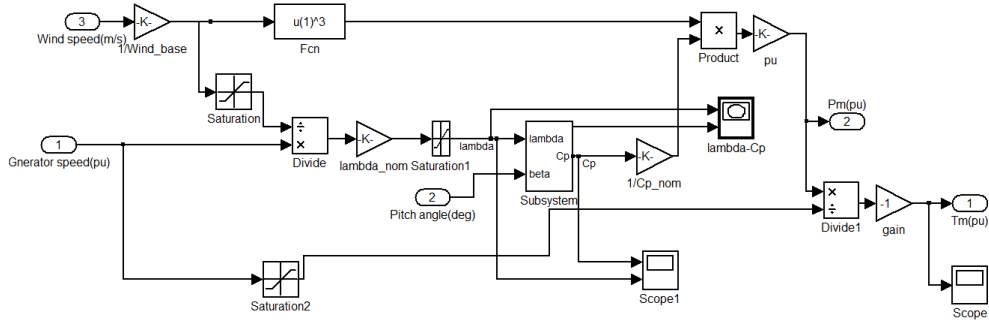 3
Wind speed(m/s)
-K-
1/Wind_base
u(1)^3
Fcn
×
Product
-K-
pu
Pm(pu)
2
Saturation
1
Gnerator speed(pu)
÷
×
Divide
-K-
lambda_nom
Saturation1
lambda
lambda
beta
Cp
Subsystem
Cp
2
Pitch angle(deg)
-K-
1/Cp_nom
lambda-Cp
×
÷
Divide1
-1
gain
1
Tm(pu)
Saturation2
Scope1
Scope